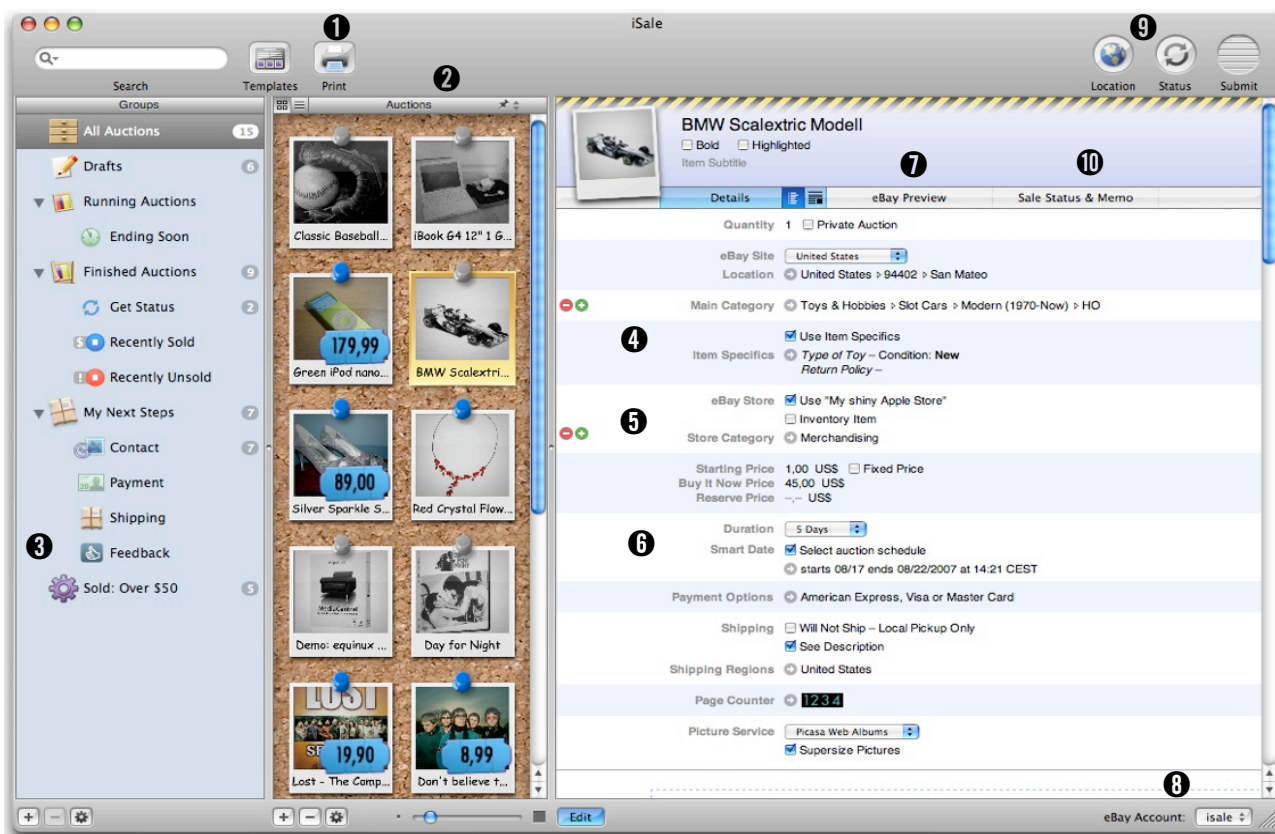 iSale
❶
❾
Search
Templates
Print
❷
Location
Status
Submit
Groups
All Auctions 15
Drafts 6
Running Auctions
Ending Soon
Finished Auctions 9
Get Status 2
Recently Sold
Recently Unsold
My Next Steps 7
Contact 7
Payment
Shipping
❸
Feedback
Sold: Over $50 5
Auctions
Classic Baseball...
iBook G4 12" 1 G...
179,99
Green iPod nano...
BMW Scalextri...
89,00
Silver Sparkle S...
Red Crystal Flow...
MediaCentral
Demo: equinux ...
Day for Night
LOST
19,90
Lost - The Comp...
8,99
Don't believe t...
BMW Scalextric Modell
Bold Highlighted
Item Subtitle
❼
❿
Details
eBay Preview
Sale Status & Memo
Quantity 1 Private Auction
eBay Site United States
Location United States ▹ 94402 ▹ San Mateo
Main Category Toys & Hobbies ▹ Slot Cars ▹ Modern (1970-Now) ▹ HO
❹
Use Item Specifics
Item Specifics Type of Toy – Condition: New
Return Policy –
eBay Store Use "My shiny Apple Store"
❺
Inventory Item
Store Category Merchandising
Starting Price 1,00 US$ Fixed Price
Buy It Now Price 45,00 US$
Reserve Price –,– US$
Duration 5 Days
❻
Smart Date Select auction schedule
starts 08/17 ends 08/22/2007 at 14:21 CEST
Payment Options American Express, Visa or Master Card
Shipping Will Not Ship – Local Pickup Only
See Description
Shipping Regions United States
Page Counter 1234
Picture Service Picasa Web Albums
Supersize Pictures
❽
Edit
eBay Account: isale